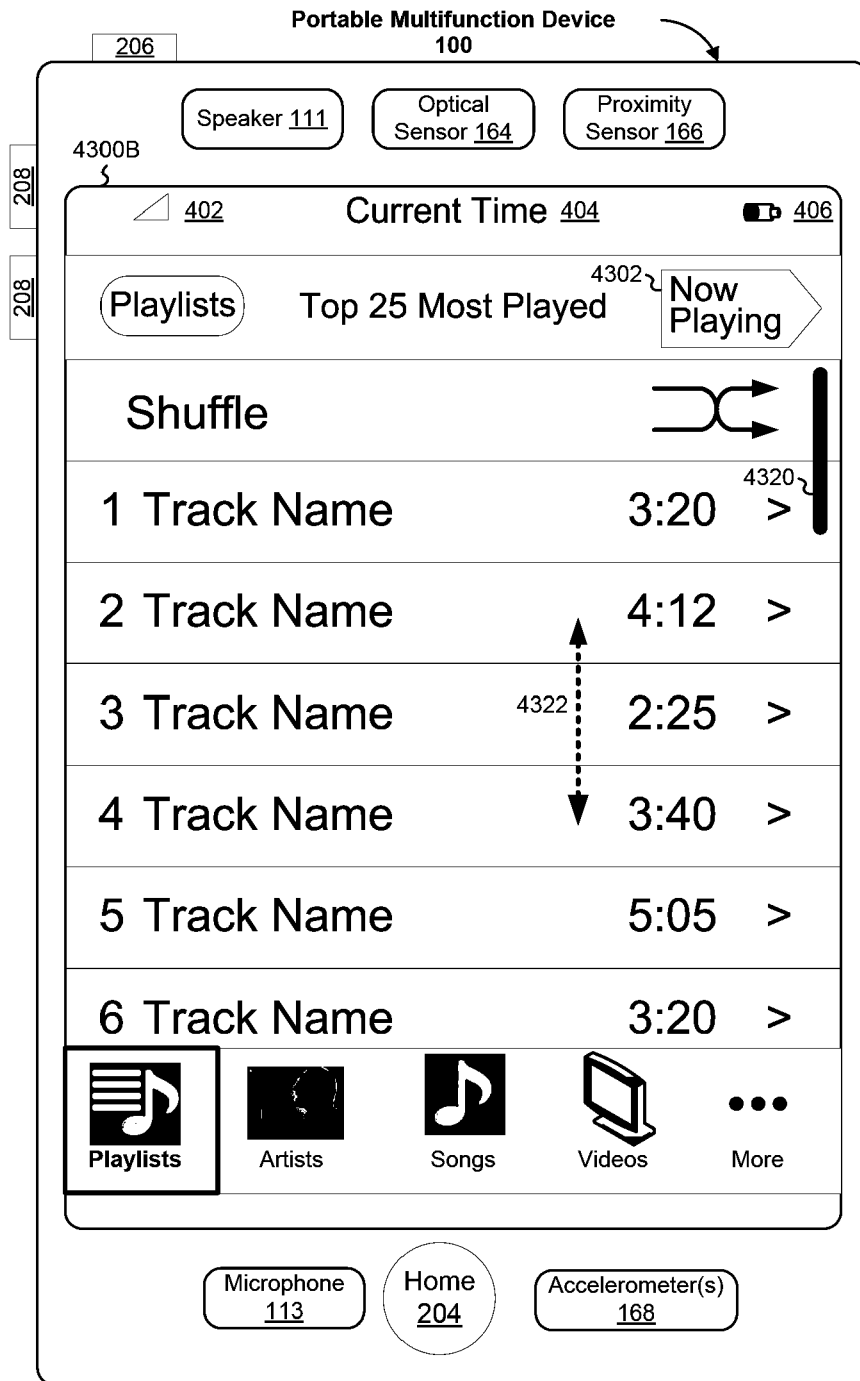 Portable Multifunction Device
100
206
Speaker 111
Optical
Sensor 164
Proximity
Sensor 166
4300B
208
402
Current Time 404
406
208
Playlists
Top 25 Most Played
4302
Now
Playing
Shuffle
4320
1 Track Name 3:20 >
2 Track Name 4:12 >
4322
3 Track Name 2:25 >
4 Track Name 3:40 >
5 Track Name 5:05 >
6 Track Name 3:20 >
Playlists
Artists
Songs
Videos
More
Microphone
113
Home
204
Accelerometer(s)
168